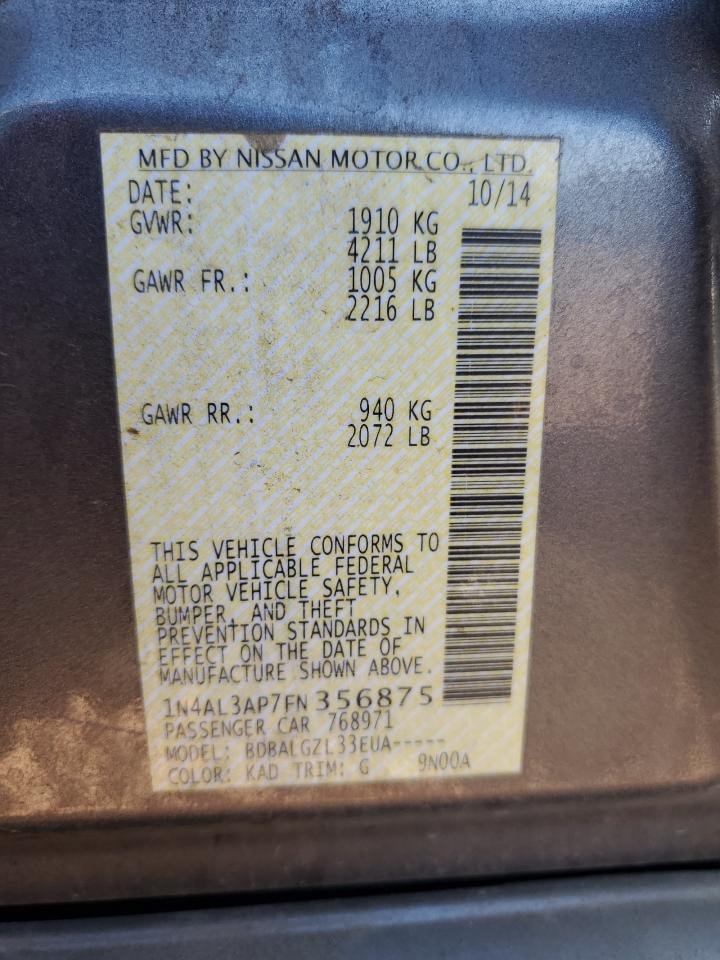 MFD BY NISSAN MOTOR CO., LTD.
DATE: 10/14
GVWR: 1910 KG
4211 LB
GAWR FR.: 1005 KG
2216 LB
GAWR RR.: 940 KG
2072 LB
THIS VEHICLE CONFORMS TO
ALL APPLICABLE FEDERAL
MOTOR VEHICLE SAFETY,
BUMPER, AND THEFT
PREVENTION STANDARDS IN
EFFECT ON THE DATE OF
MANUFACTURE SHOWN ABOVE.
1N4AL3AP7FN356875
PASSENGER CAR 768971
MODEL: BDBALGZL33EUA-----
COLOR: KAD TRIM: G 9N00A